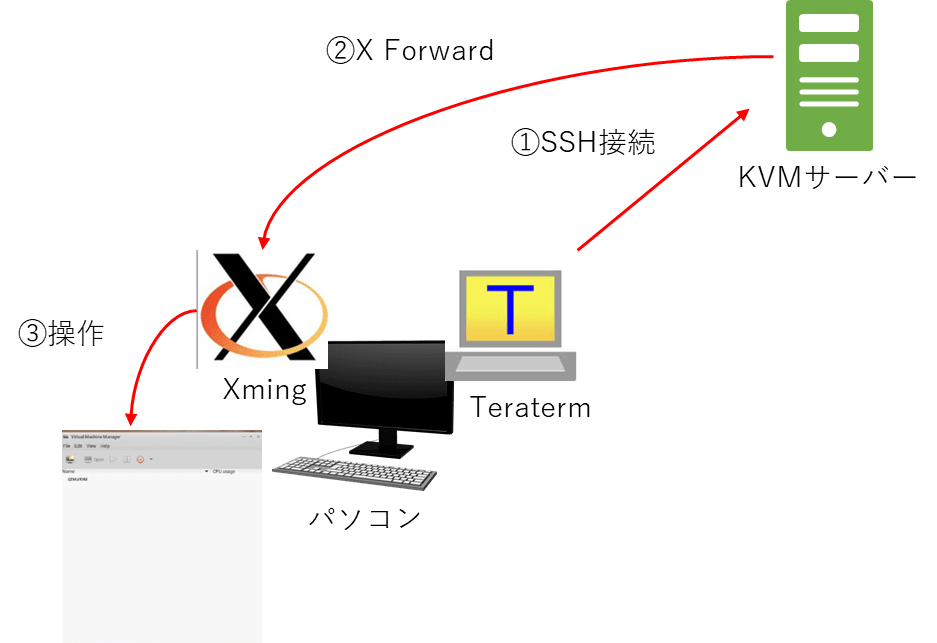 ②X Forward
①SSH接続
KVMサーバー
T
③操作
Xming
Teraterm
Virtual Machine Manager
File Edit View Help
Open
Name CPU usage
QEMU/KVM
パソコン